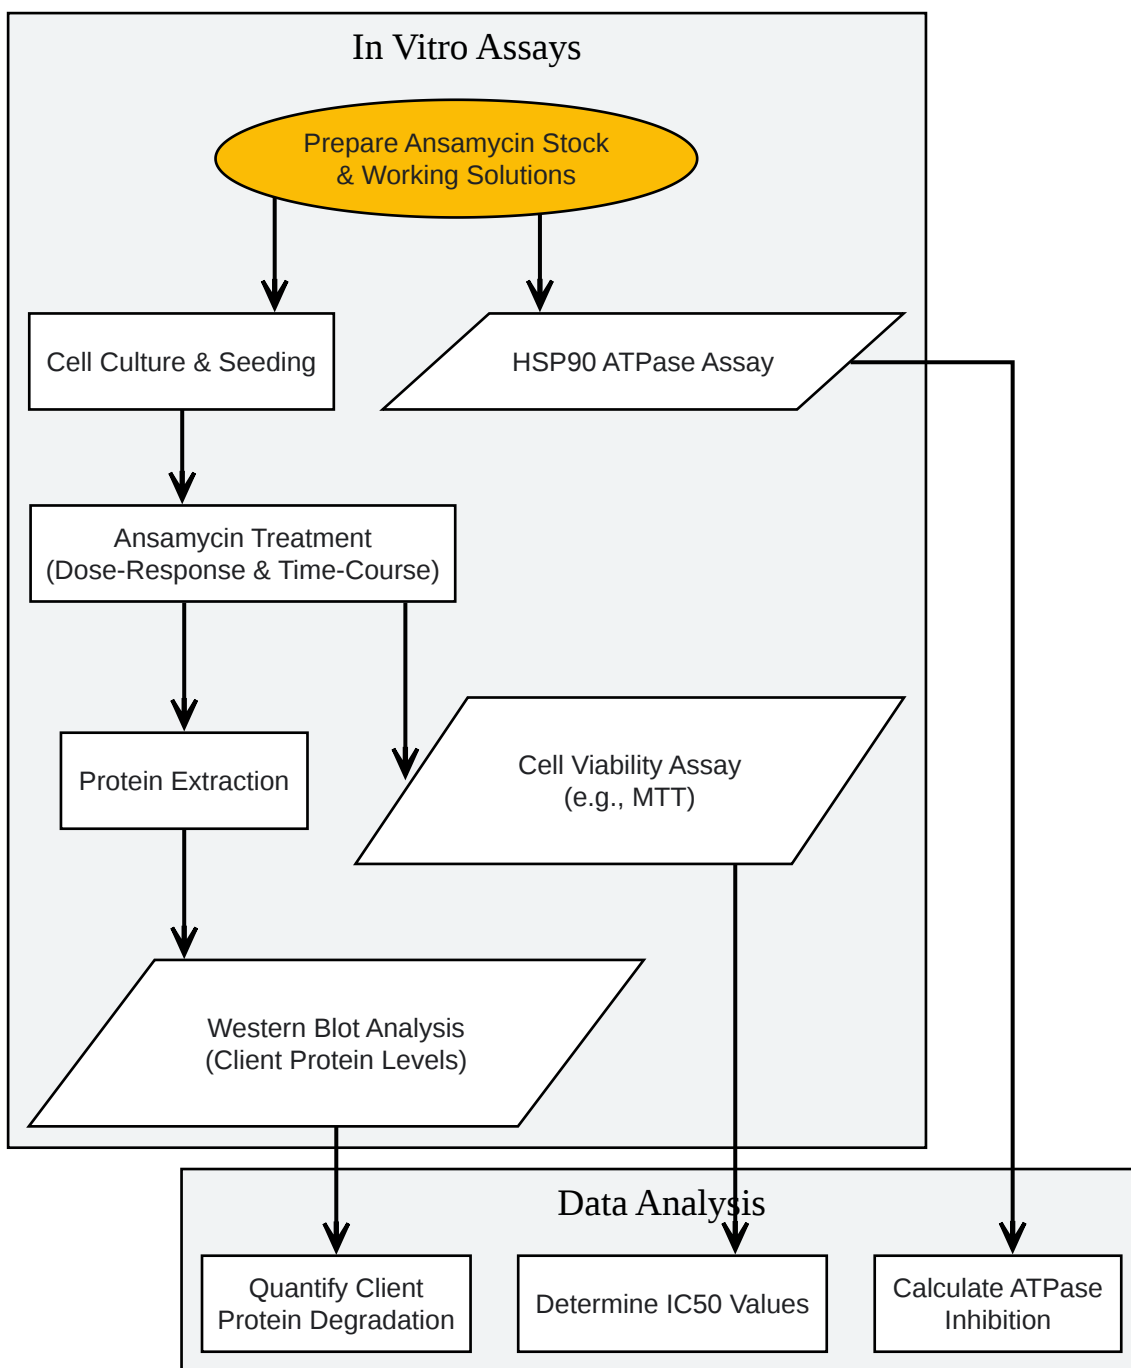 In Vitro Assays
Prepare Ansamycin Stock
& Working Solutions
Cell Culture & Seeding
HSP90 ATPase Assay
Ansamycin Treatment
(Dose-Response & Time-Course)
Protein Extraction
Cell Viability Assay
(e.g., MTT)
Western Blot Analysis
(Client Protein Levels)
Data Analysis
Quantify Client
Protein Degradation
Determine IC50 Values
Calculate ATPase
Inhibition